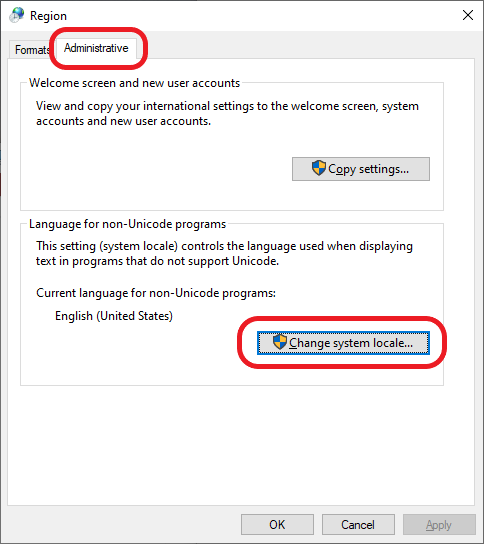 Region
Formats
Administrative
Welcome screen and new user accounts
View and copy your international settings to the welcome screen, system
accounts and new user accounts.
Copy settings...
Language for non-Unicode programs
This setting (system locale) controls the language used when displaying
text in programs that do not support Unicode.
Current language for non-Unicode programs:
English (United States)
Change system locale...
OK
Cancel
Apply